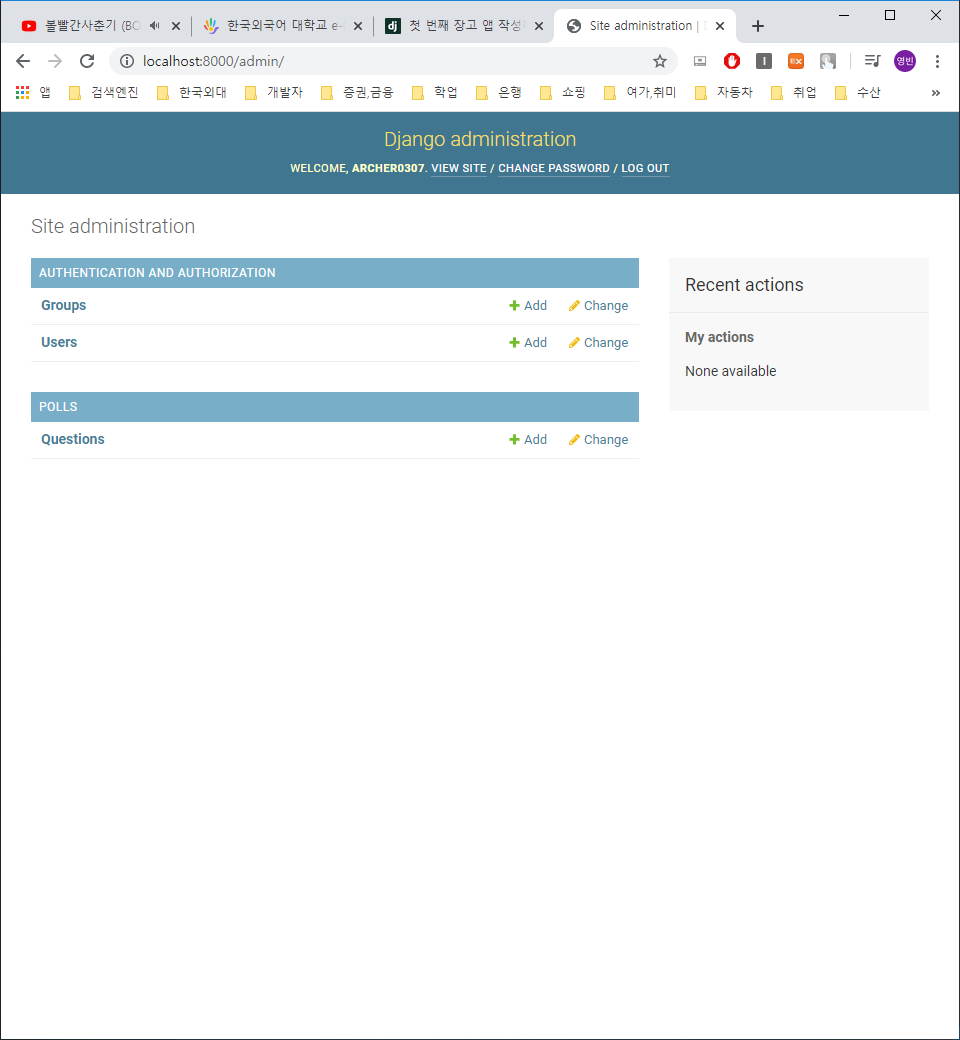 볼빨간사춘기 (BO
한국외국어 대학교 e-
첫 번째 장고 앱 작성
Site administration |
localhost:8000/admin/
영빈
앱 검색엔진 한국외대 개발자 증권,금융 학업 은행 쇼핑 여가,취미 자동차 취업 수산 »
Django administration
WELCOME, ARCHER0307. VIEW SITE / CHANGE PASSWORD / LOG OUT
Site administration
AUTHENTICATION AND AUTHORIZATION
Groups Add Change
Users Add Change
POLLS
Questions Add Change
Recent actions
My actions
None available